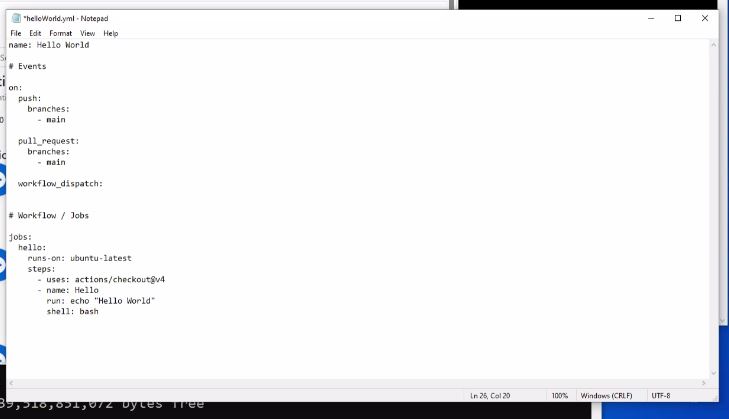 *helloWorld.yml - Notepad
File Edit Format View Help
name: Hello World
# Events
on:
push:
branches:
- main
pull_request:
branches:
- main
workflow_dispatch:
# Workflow / Jobs
jobs:
hello:
runs-on: ubuntu-latest
steps:
- uses: actions/checkout@v4
- name: Hello
run: echo "Hello World"
shell: bash
Ln 26, Col 20 100% Windows (CRLF) UTF-8
39,318,851,072 bytes free